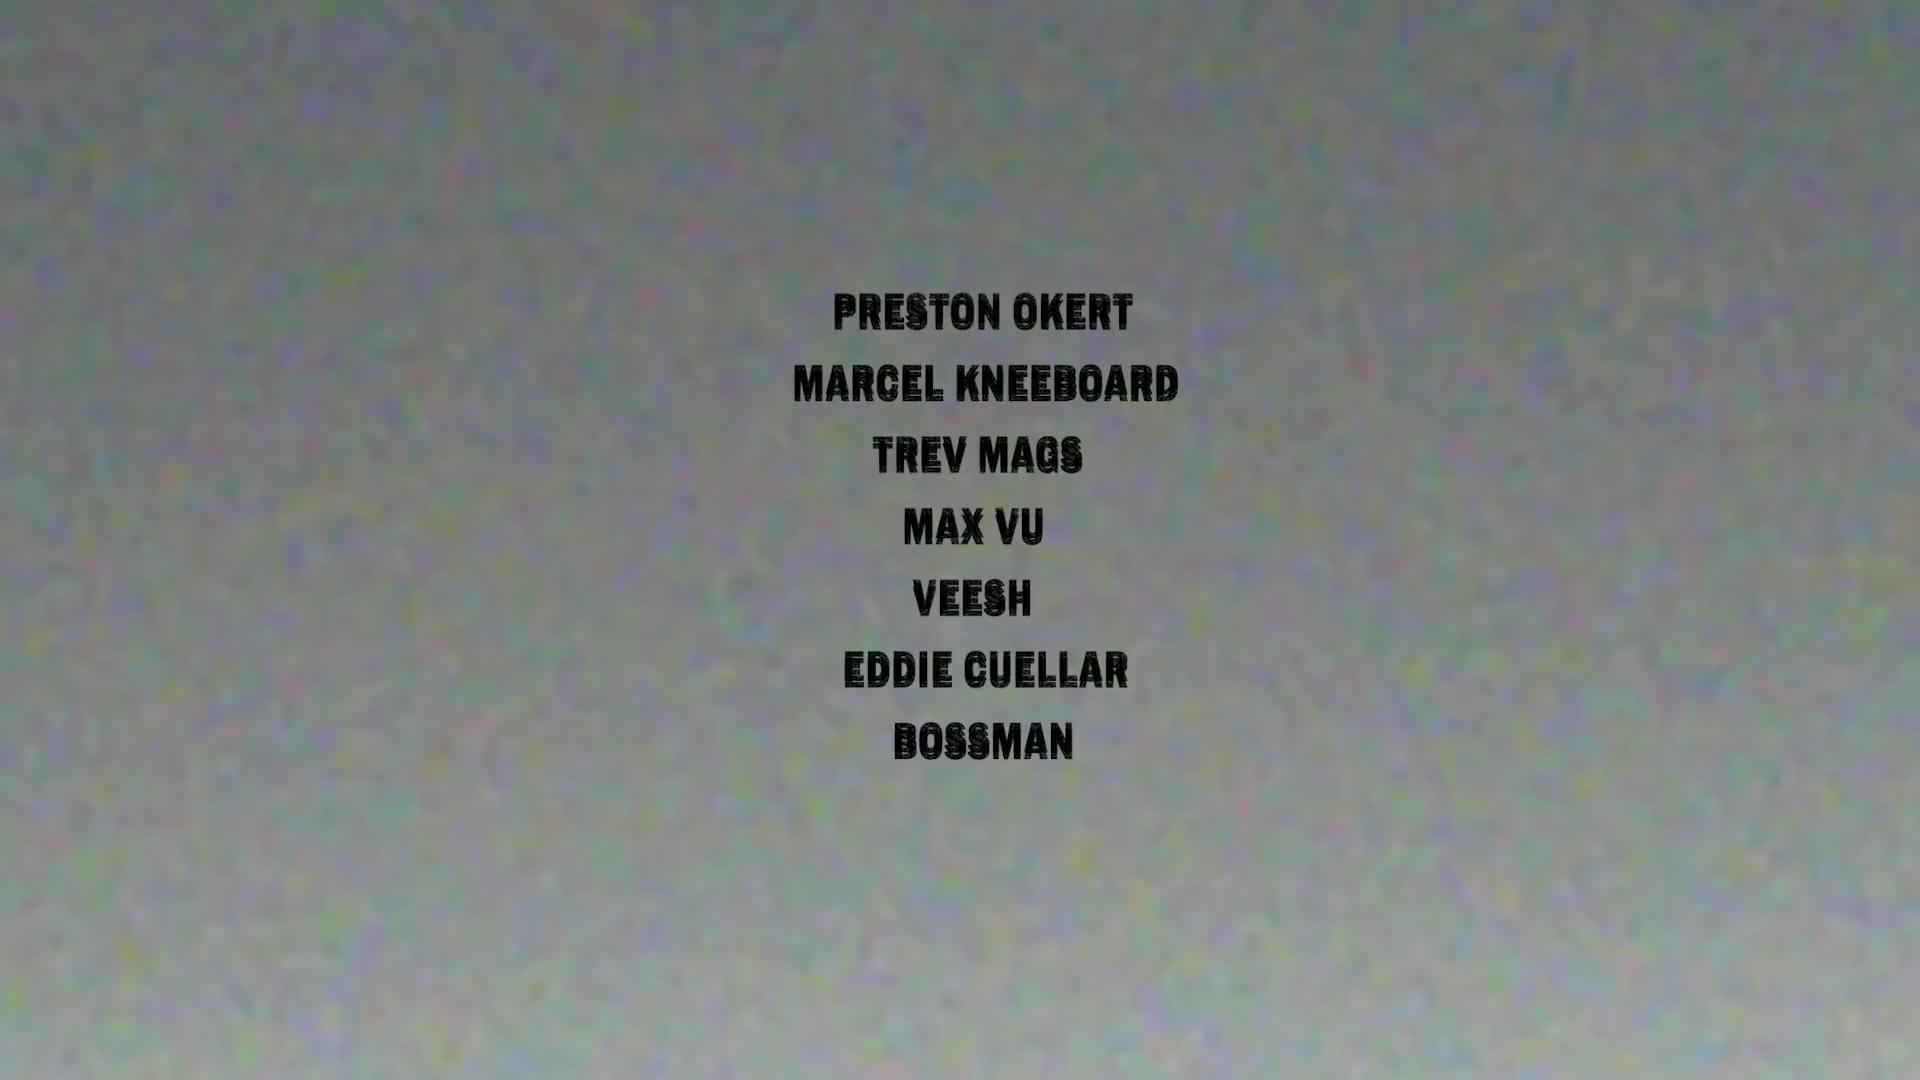 PRESTON OKERT
MARCEL KNEEBOARD
TREV MAGS
MAX VU
VEESH
EDDIE CUELLAR
BOSSMAN